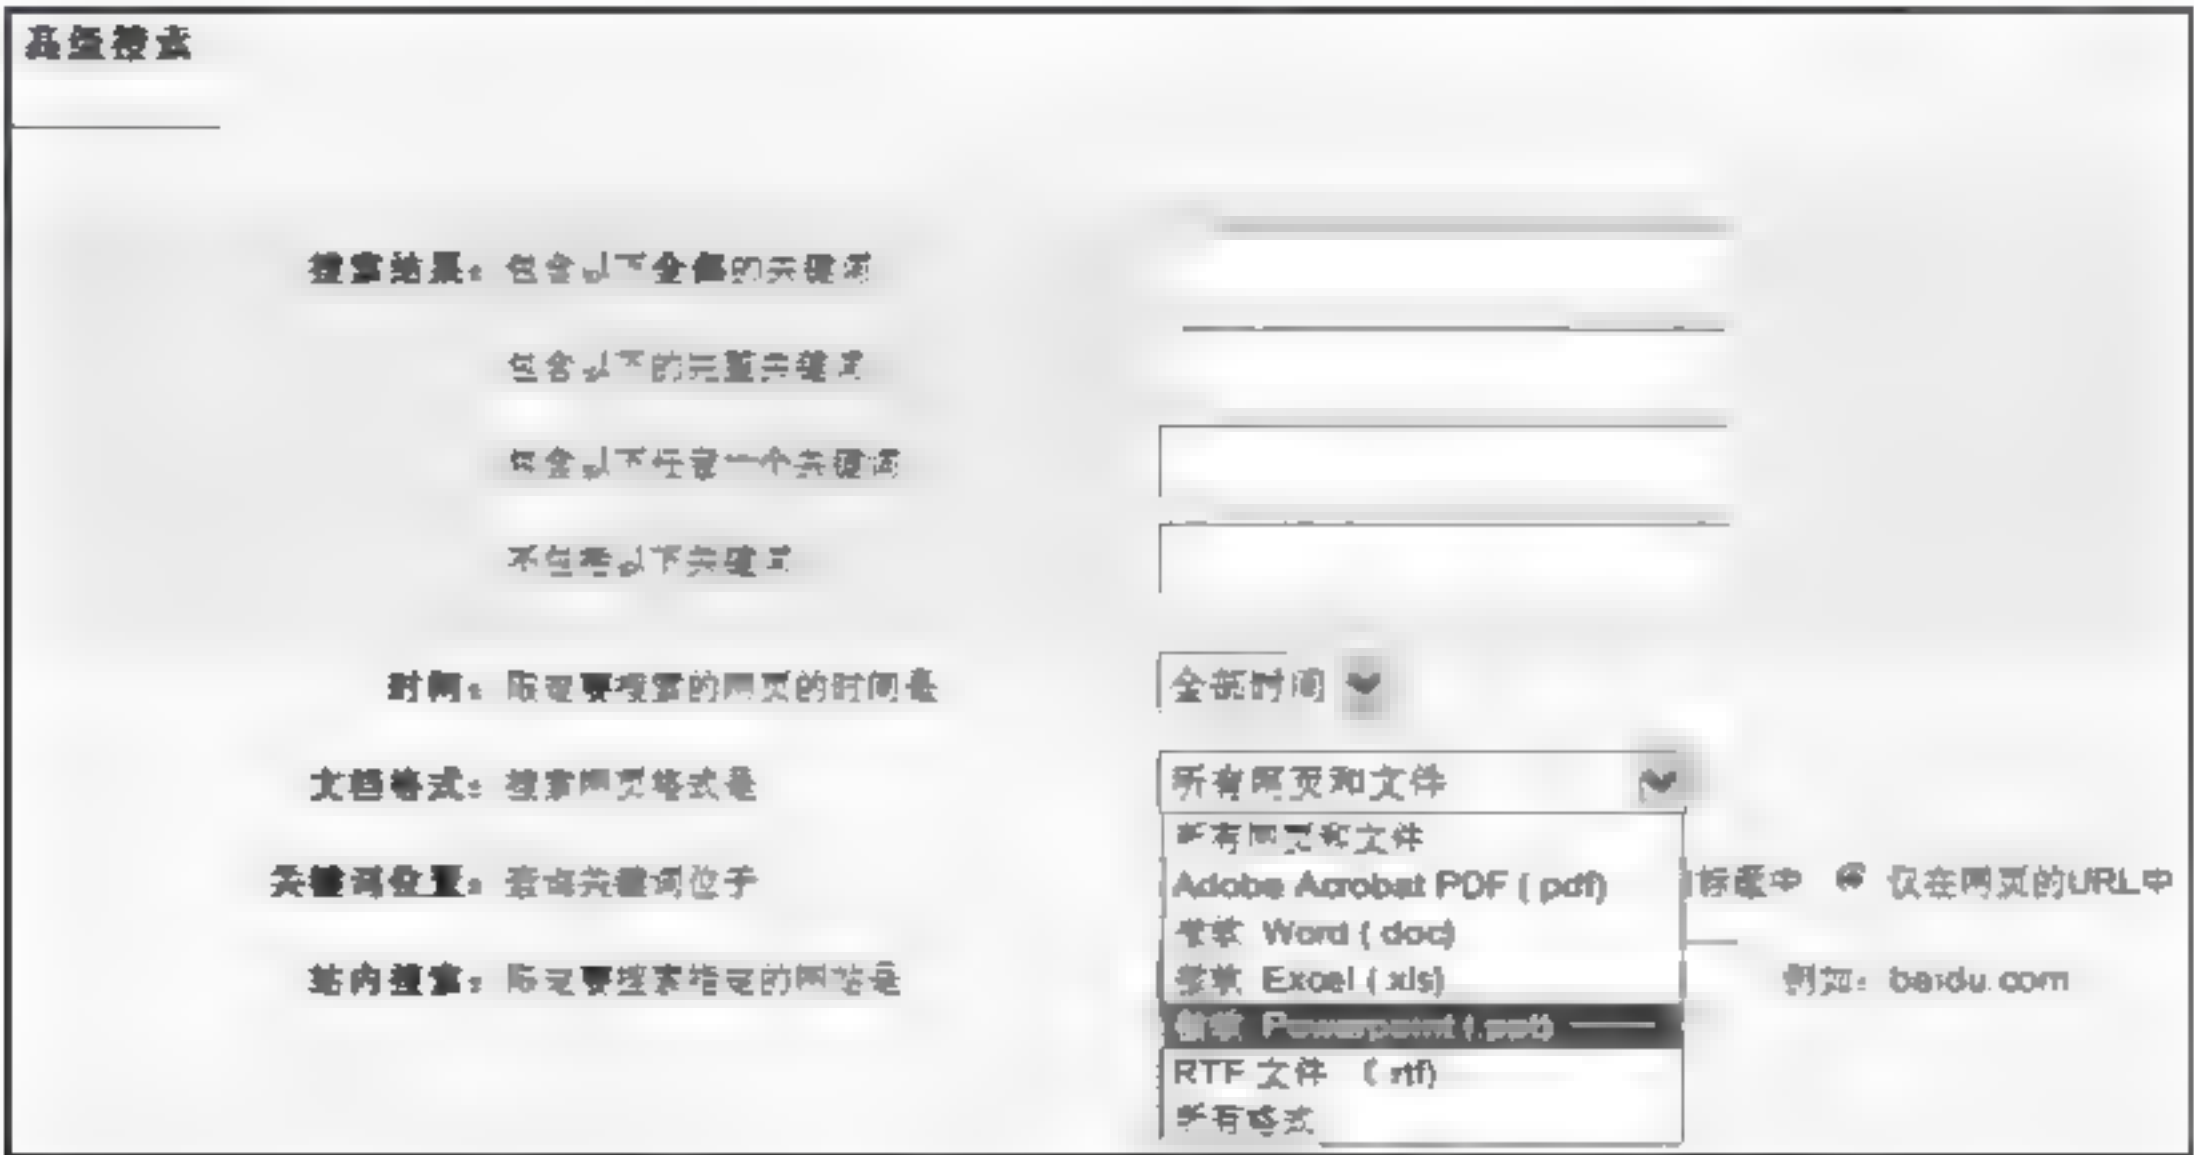 高级搜索
搜索结果：包含以下全部的关键词
包含以下的完整关键词
包含以下任意一个关键词
不包括以下关键词
时间：限定要搜索的网页的时间是 全部时间
文档格式：搜索网页格式是 所有网页和文件
所有网页和文件
关键词位置：查询关键词位于 Adobe Acrobat PDF (.pdf) 标题中 仅在网页的URL中
微软 Word (.doc)
站内搜索：限定要搜索指定的网站是 微软 Excel (.xls) 例如：baidu.com
微软 Powerpoint (.ppt)
RTF 文件 (.rtf)
所有格式